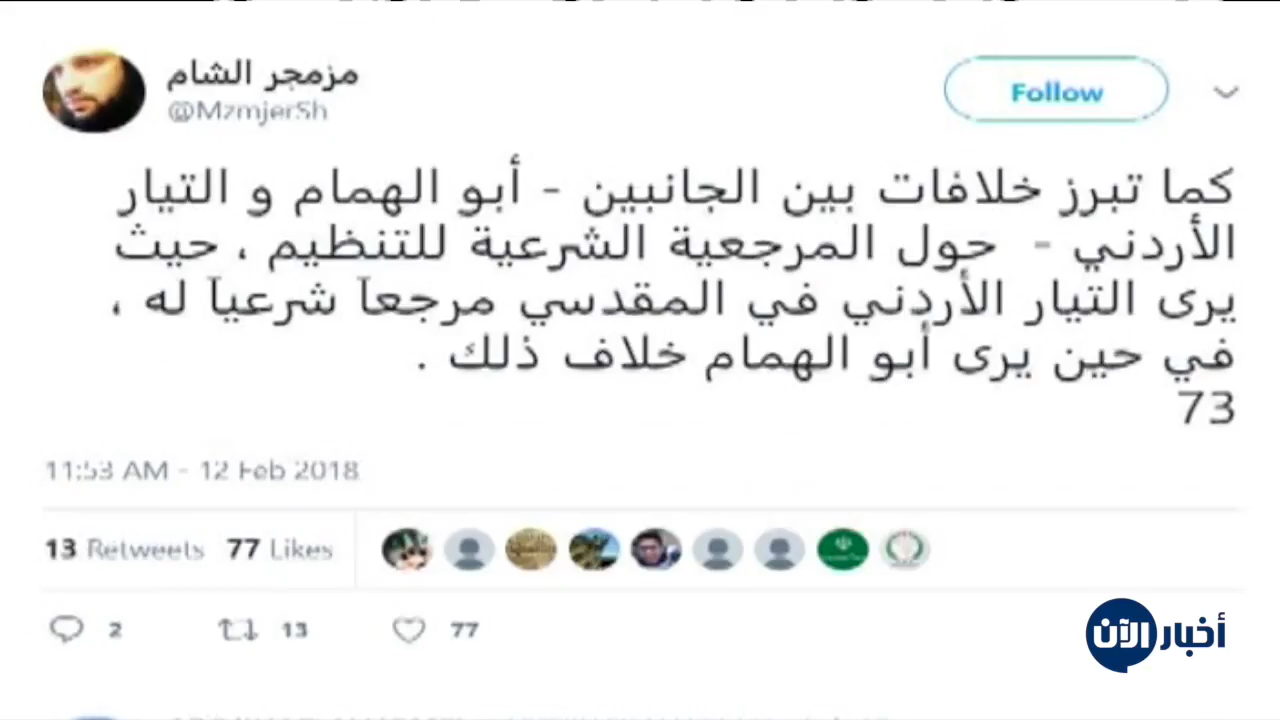 مزمجر الشام
@MzmjerSh
Follow
كما تبرز خلافات بين الجانبين - أبو الهمام و التيار
الأردني - حول المرجعية الشرعية للتنظيم ، حيث
يرى التيار الأردني في المقدسي مرجعاً شرعياً له ،
في حين يرى أبو الهمام خلاف ذلك .
73
11:53 AM - 12 Feb 2018
13 Retweets 77 Likes
2 13 77
أخبار الآن